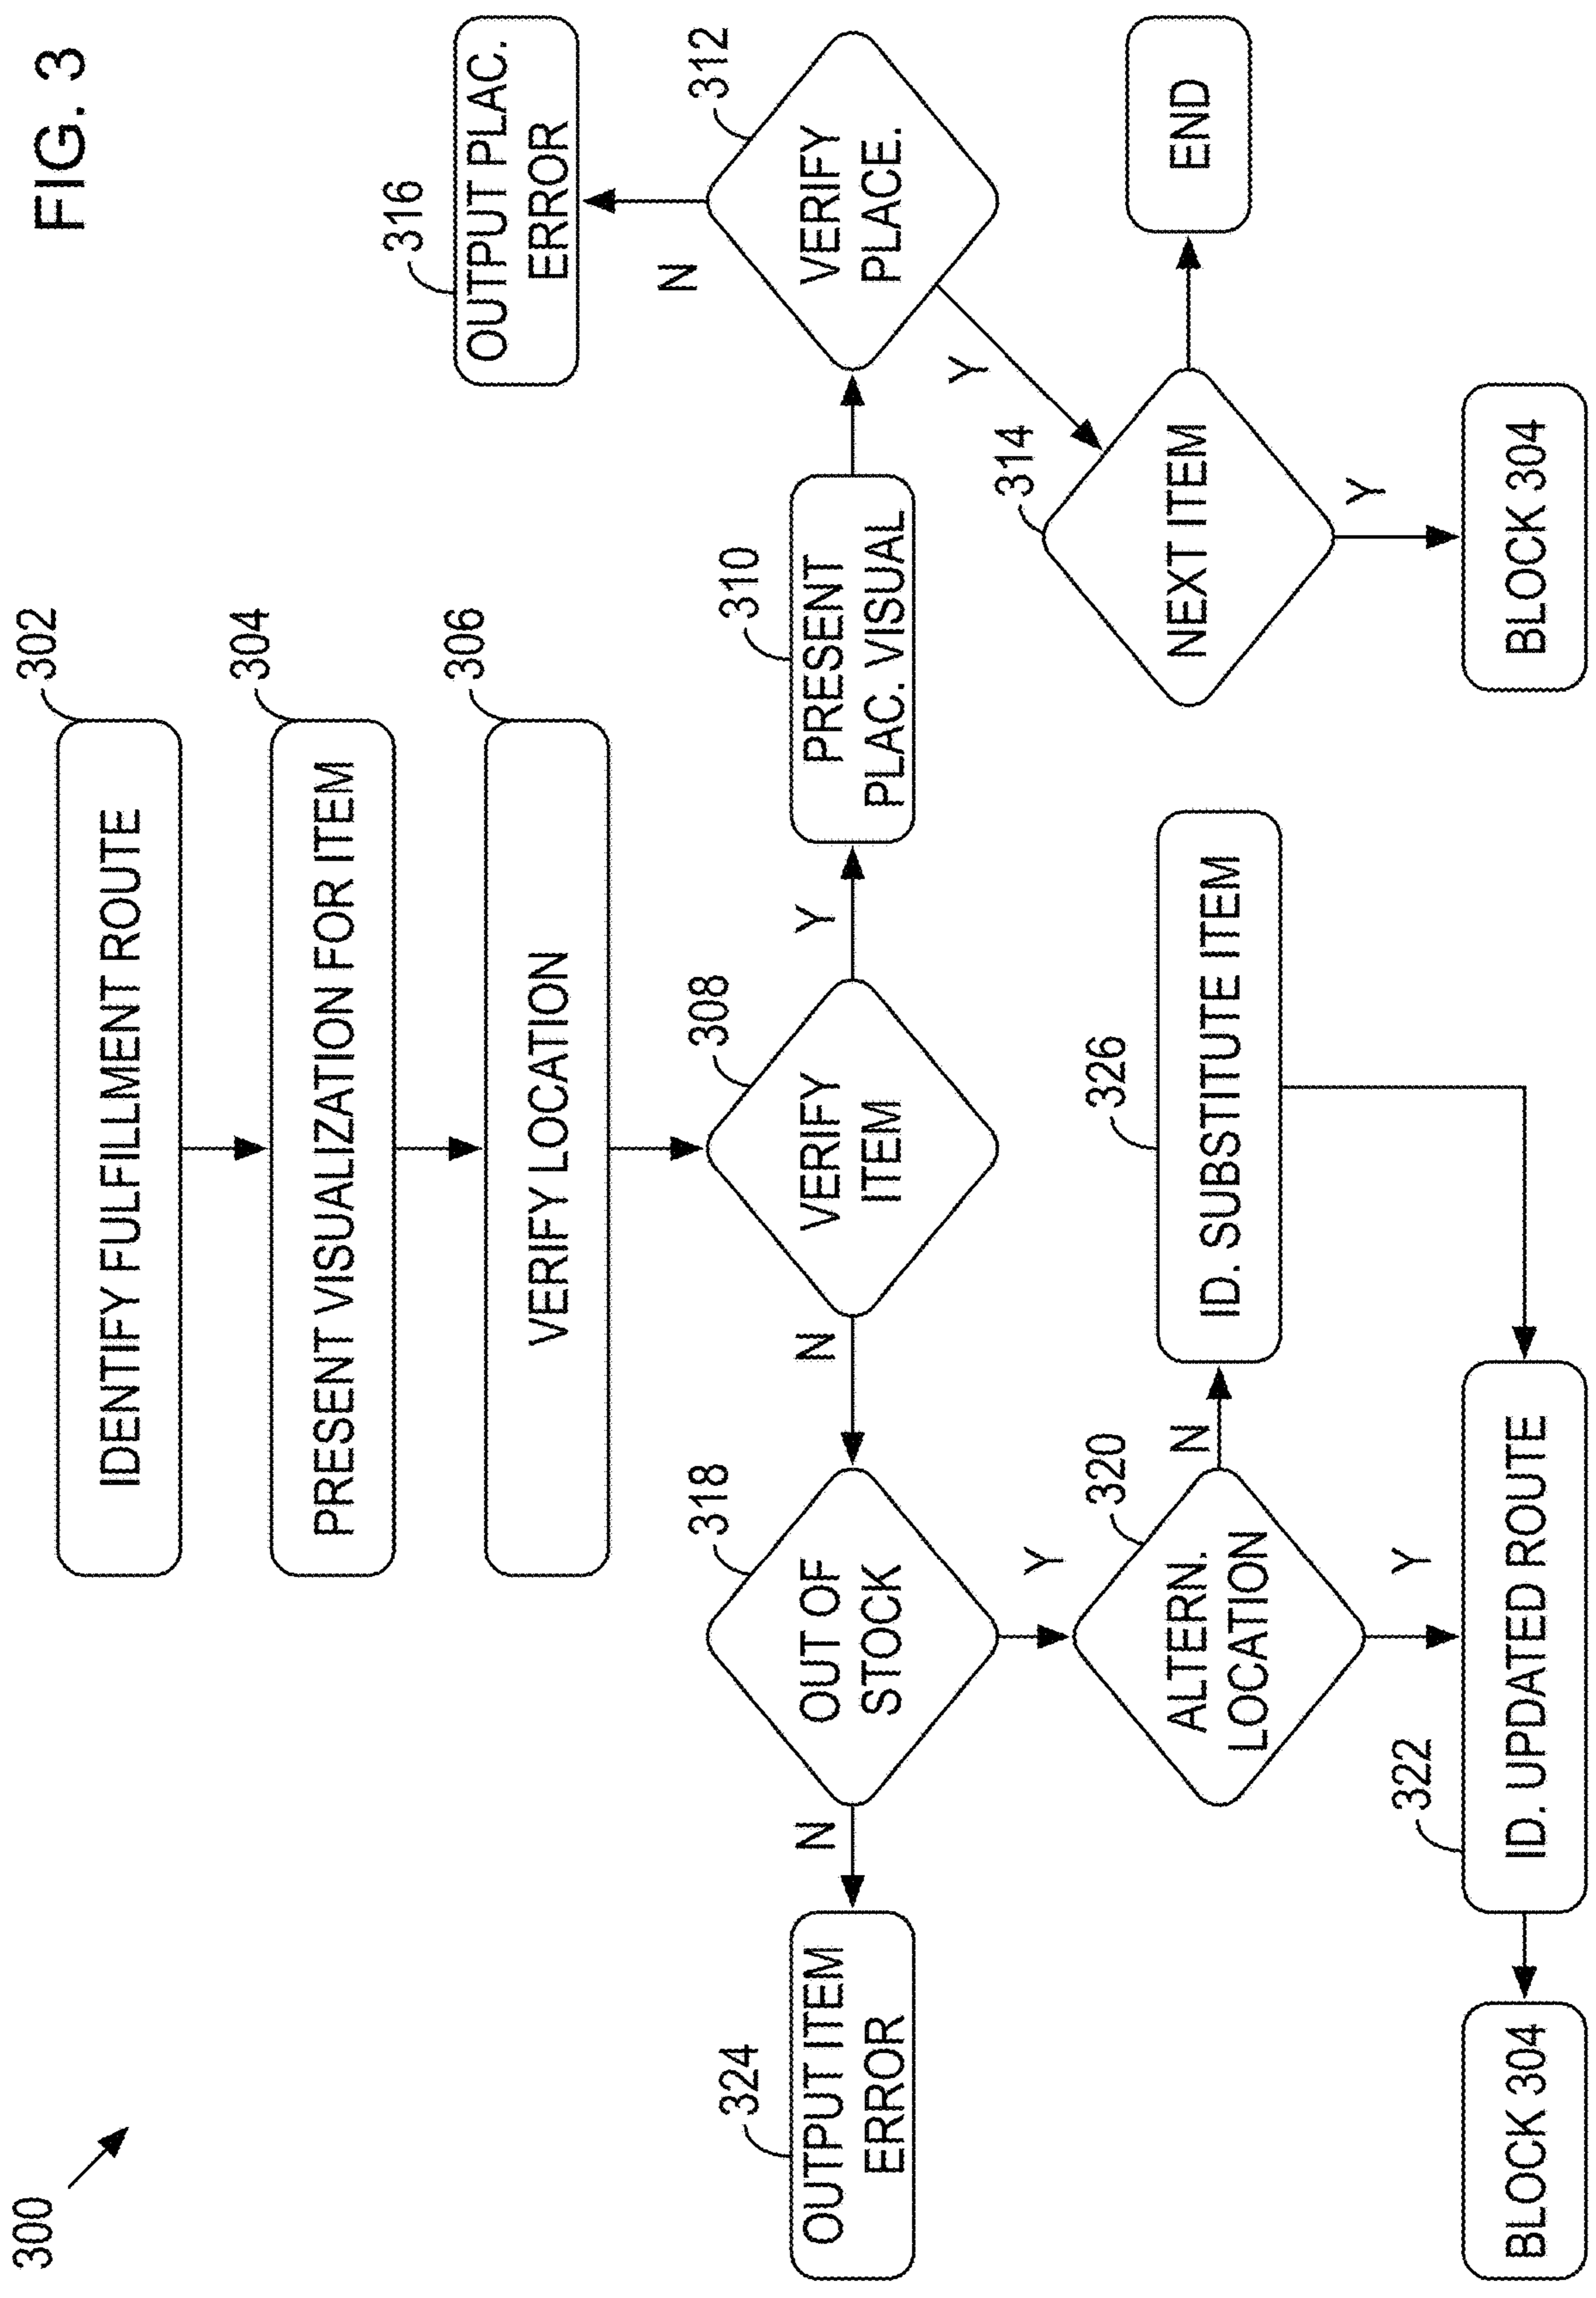 300
FIG. 3
302
IDENTIFY FULFILLMENT ROUTE
304
PRESENT VISUALIZATION FOR ITEM
306
VERIFY LOCATION
324
OUTPUT ITEM
ERROR
N
318
OUT OF
STOCK
N
308
VERIFY
ITEM
Y
310
PRESENT
PLAC. VISUAL
312
VERIFY
PLACE.
N
316
OUTPUT PLAC.
ERROR
Y
320
ALTERN.
LOCATION
N
326
ID. SUBSTITUTE ITEM
Y
314
NEXT ITEM
END
Y
322
ID. UPDATED ROUTE
BLOCK 304
Y
BLOCK 304